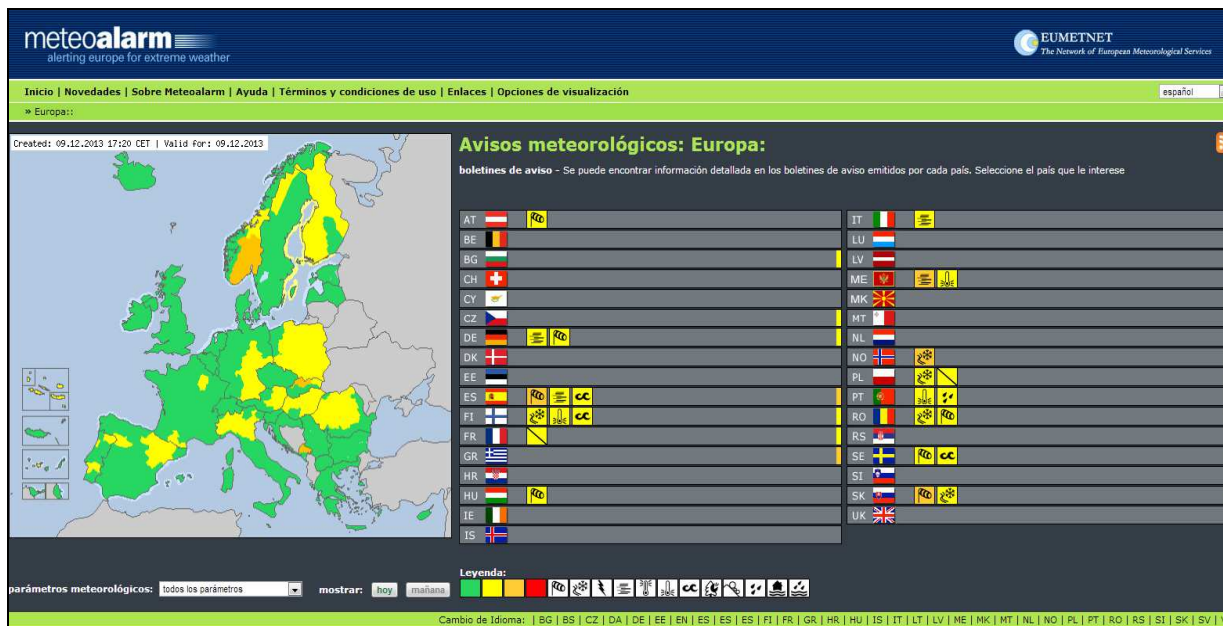 meteoalarm
alerting europe for extreme weather
EUMETNET
The Network of European Meteorological Services
Inicio | Novedades | Sobre Meteoalarm | Ayuda | Términos y condiciones de uso | Enlaces | Opciones de visualización
español
» Europa::
Created: 09.12.2013 17:20 CET | Valid for: 09.12.2013
Avisos meteorológicos: Europa:
boletines de aviso - Se puede encontrar información detallada en los boletines de aviso emitidos por cada país. Seleccione el país que le interese
AT
BE
BG
CH
CY
CZ
DE
DK
EE
ES
FI
FR
GR
HR
HU
IE
IS
IT
LU
LV
ME
MK
MT
NL
NO
PL
PT
RO
RS
SE
SI
SK
UK
Leyenda:
parámetros meteorológicos: todos los parámetros mostrar: hoy mañana
Cambio de Idioma: | BG | BS | CZ | DA | DE | EE | EN | ES | ES | ES | FI | FR | GR | HR | HU | IS | IT | LT | LV | ME | MK | MT | NL | NO | PL | PT | RO | RS | SI | SK | SV |